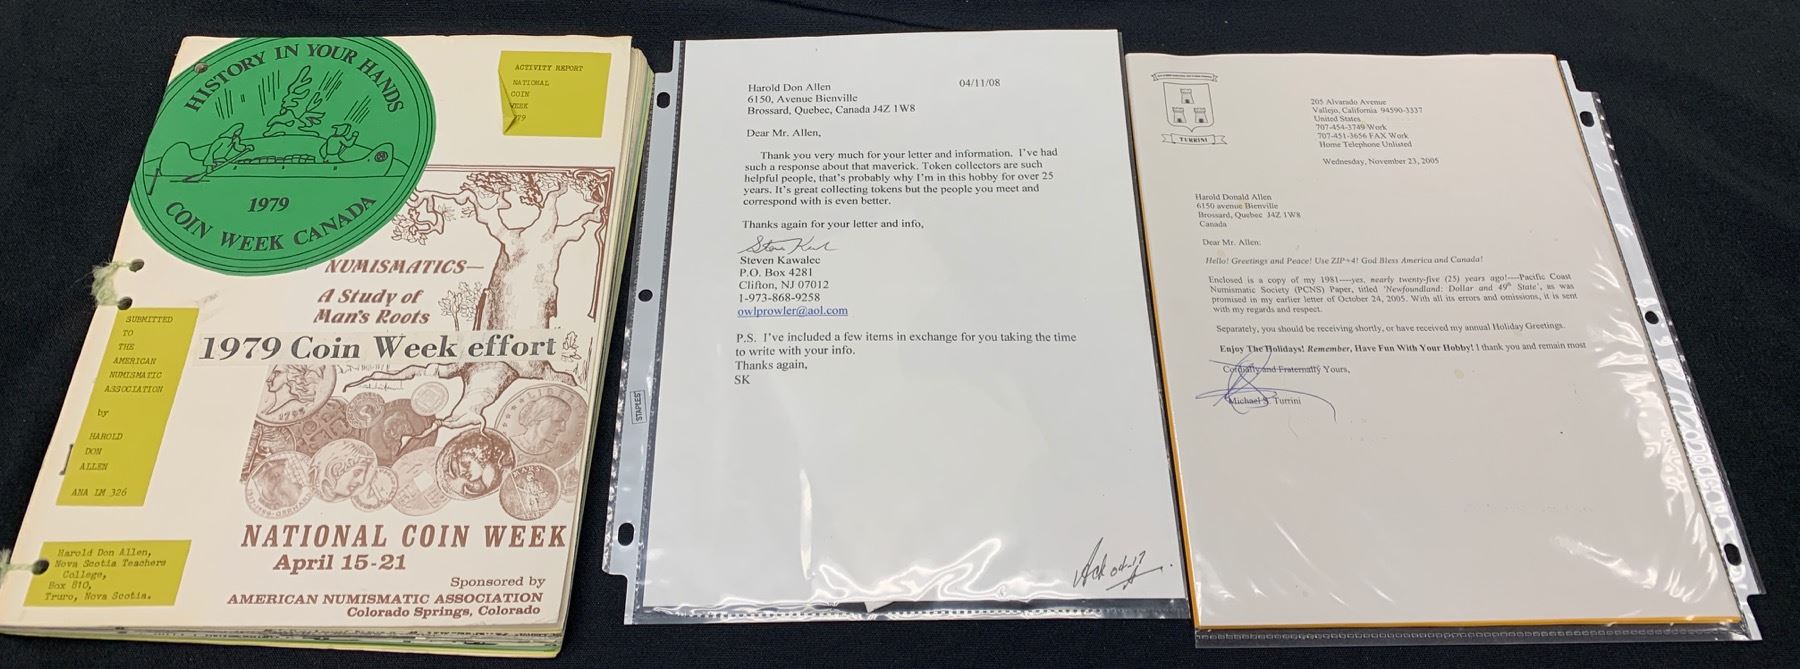 HISTORY IN YOUR HANDS
1979
COIN WEEK CANADA
ACTIVITY REPORT
NATIONAL
COIN
WEEK
79
NUMISMATICS—
A Study of
Man's Roots
1979 Coin Week effort
SUBMITTED
TO
THE
AMERICAN
NUMISMATIC
ASSOCIATION
by
HAROLD
DON
ALLEN
ANA LM 326
1795
MARS
NATIONAL COIN WEEK
April 15-21
Sponsored by
AMERICAN NUMISMATIC ASSOCIATION
Colorado Springs, Colorado
Harold Don Allen,
Nova Scotia Teachers
College,
Box 810,
Truro, Nova Scotia.
STAPLES
Harold Don Allen 04/11/08
6150, Avenue Bienville
Brossard, Quebec, Canada J4Z 1W8
Dear Mr. Allen,
Thank you very much for your letter and information. I've had
such a response about that maverick. Token collectors are such
helpful people, that's probably why I'm in this hobby for over 25
years. It's great collecting tokens but the people you meet and
correspond with is even better.
Thanks again for your letter and info,
Steven Kawalec
P.O. Box 4281
Clifton, NJ 07012
1-973-868-9258
owlprowler@aol.com
P.S. I've included a few items in exchange for you taking the time
to write with your info.
Thanks again,
SK
TURRINI
205 Alvarado Avenue
Vallejo, California 94590-3337
United States
707-454-3749 Work
707-451-3656 FAX Work
Home Telephone Unlisted
Wednesday, November 23, 2005
Harold Donald Allen
6150 avenue Bienville
Brossard, Quebec J4Z 1W8
Canada
Dear Mr. Allen:
Hello! Greetings and Peace! Use ZIP+4! God Bless America and Canada!
Enclosed is a copy of my 1981----yes, nearly twenty-five (25) years ago!----Pacific Coast
Numismatic Society (PCNS) Paper, titled 'Newfoundland: Dollar and 49th State', as was
promised in my earlier letter of October 24, 2005. With all its errors and omissions, it is sent
with my regards and respect.
Separately, you should be receiving shortly, or have received my annual Holiday Greetings.
Enjoy The Holidays! Remember, Have Fun With Your Hobby! I thank you and remain most
Cordially and Fraternally Yours,
Michael S. Turrini